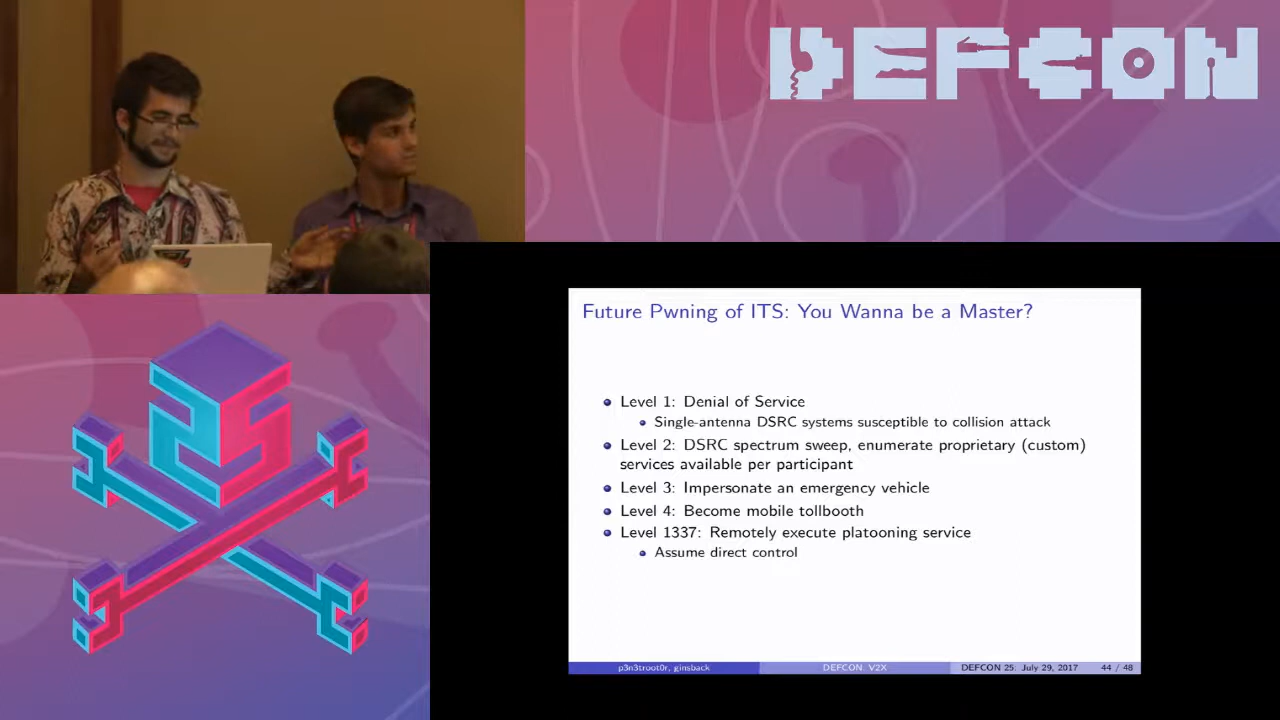 DEFCON
Future Pwning of ITS: You Wanna be a Master?
Level 1: Denial of Service
Single-antenna DSRC systems susceptible to collision attack
Level 2: DSRC spectrum sweep, enumerate proprietary (custom)
services available per participant
Level 3: Impersonate an emergency vehicle
Level 4: Become mobile tollbooth
Level 1337: Remotely execute platooning service
Assume direct control
p3n3troot0r, ginsback
DEFCON. V2X
DEFCON 25: July 29, 2017
44 / 48
25